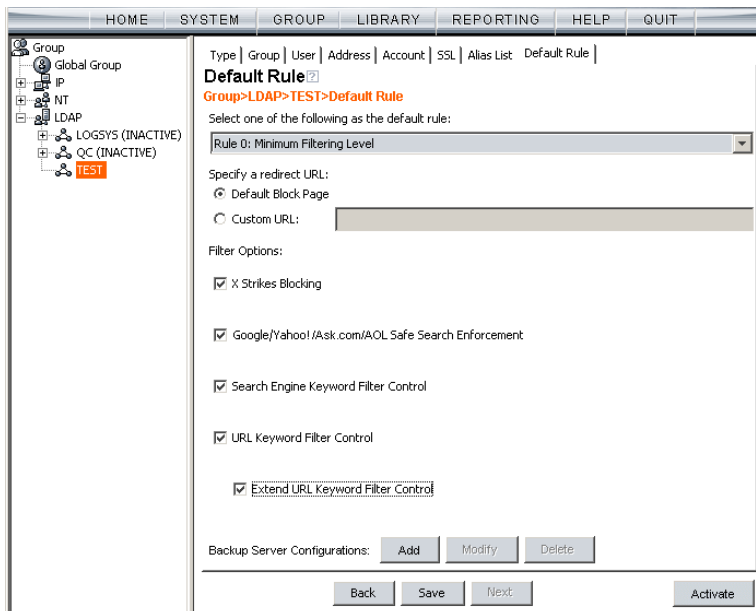 HOME SYSTEM GROUP LIBRARY REPORTING HELP QUIT
Group
Global Group
IP
NT
LDAP
LOGSYS (INACTIVE)
QC (INACTIVE)
TEST
Type | Group | User | Address | Account | SSL | Alias List Default Rule |
Default Rule ?
Group>LDAP>TEST>Default Rule
Select one of the following as the default rule:
Rule 0: Minimum Filtering Level
Specify a redirect URL:
Default Block Page
Custom URL:
Filter Options:
X Strikes Blocking
Google/Yahoo!/Ask.com/AOL Safe Search Enforcement
Search Engine Keyword Filter Control
URL Keyword Filter Control
Extend URL Keyword Filter Control
Backup Server Configurations: Add Modify Delete
Back Save Next Activate